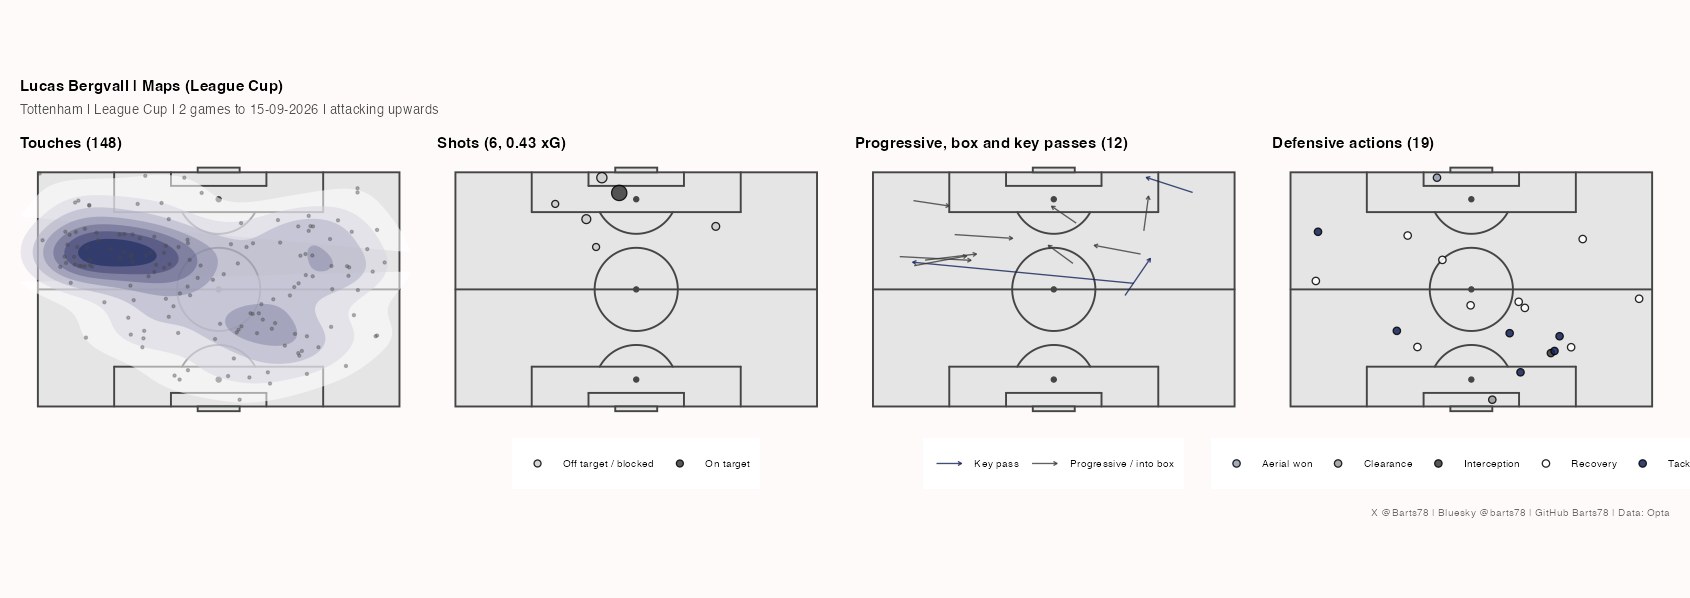 Lucas Bergvall | Maps (League Cup)
Tottenham | League Cup | 2 games to 15-09-2026 | attacking upwards
Touches (148)
Shots (6, 0.43 xG)
Progressive, box and key passes (12)
Defensive actions (19)
Off target / blocked
On target
Key pass
Progressive / into box
Aerial won
Clearance
Interception
Recovery
Tack
X @Barts78 | Bluesky @barts78 | GitHub Barts78 | Data: Opta